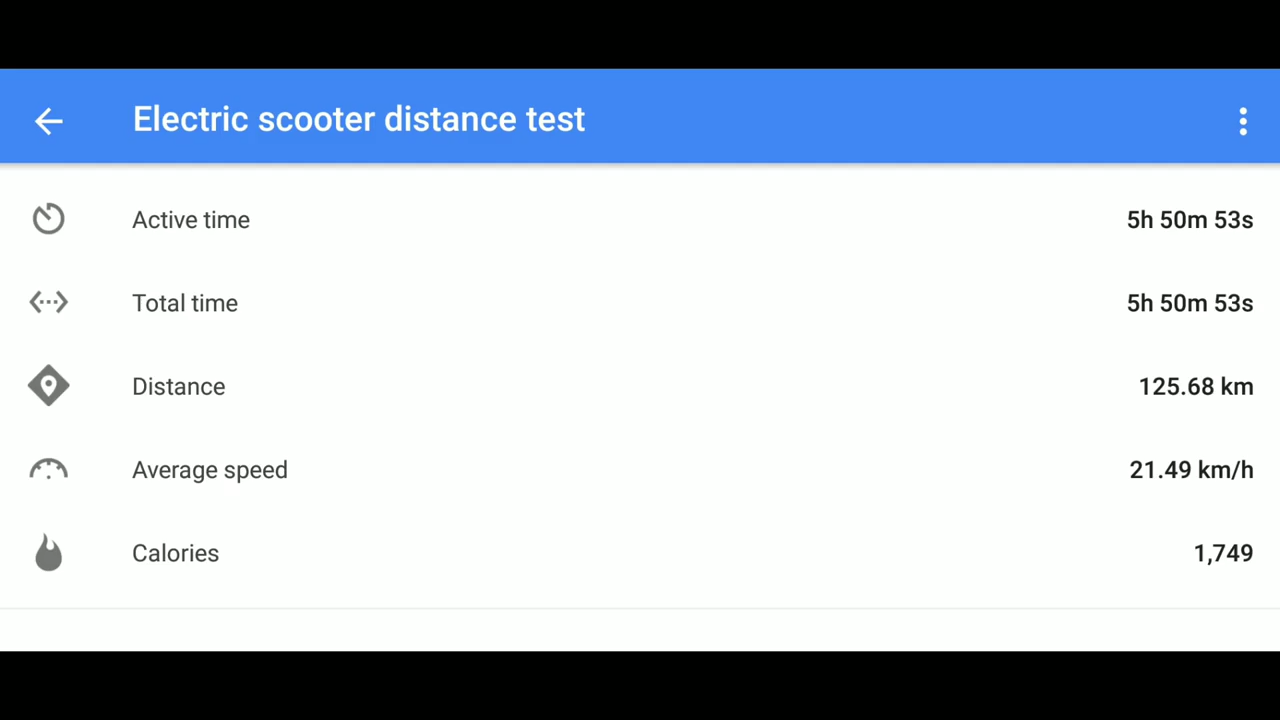 Electric scooter distance test
Active time 5h 50m 53s
Total time 5h 50m 53s
Distance 125.68 km
Average speed 21.49 km/h
Calories 1,749